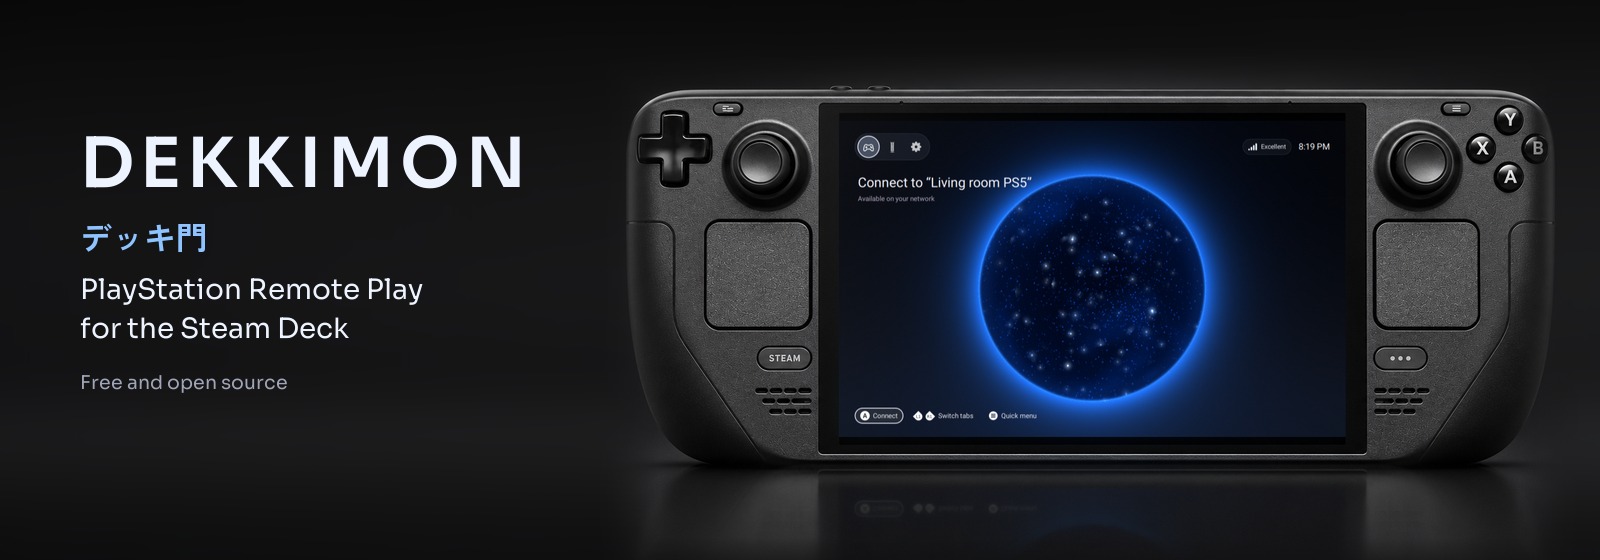 DEKKIMON
デッキ門
PlayStation Remote Play
for the Steam Deck
Free and open source
Excellent
8:19 PM
Connect to “Living room PS5”
Available on your network
A Connect
Switch tabs
Quick menu
STEAM
Y
X
B
A